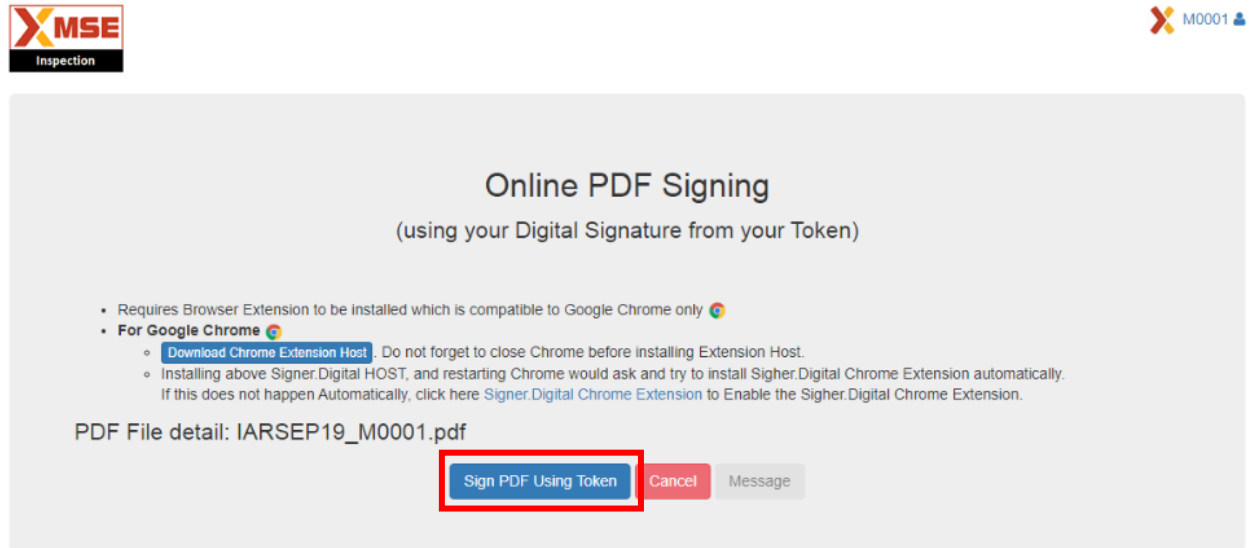 MSE
Inspection
M0001
Online PDF Signing
(using your Digital Signature from your Token)
• Requires Browser Extension to be installed which is compatible to Google Chrome only
• For Google Chrome
◦ Download Chrome Extension Host . Do not forget to close Chrome before installing Extension Host.
◦ Installing above Signer.Digital HOST, and restarting Chrome would ask and try to install Sigher.Digital Chrome Extension automatically.
If this does not happen Automatically, click here Signer.Digital Chrome Extension to Enable the Sigher.Digital Chrome Extension.
PDF File detail: IARSEP19_M0001.pdf
Sign PDF Using Token Cancel Message